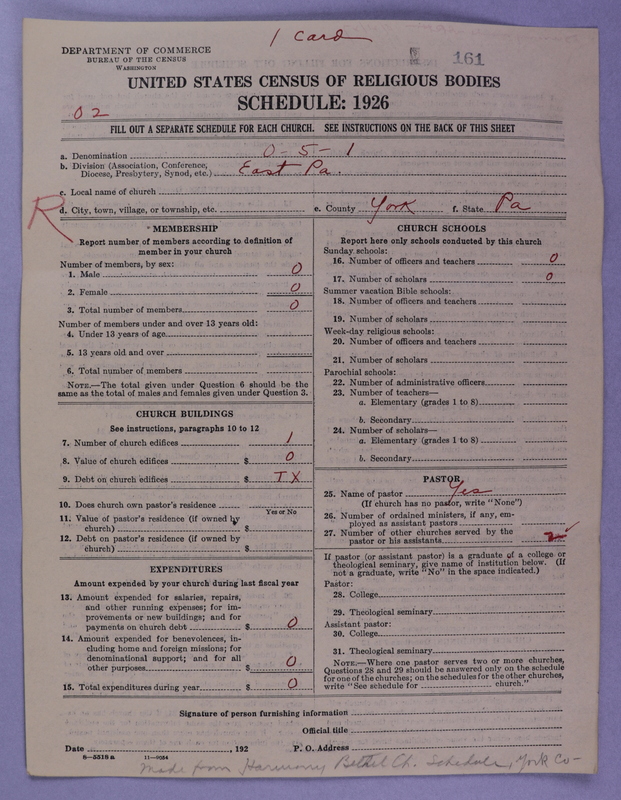 1 card
DEPARTMENT OF COMMERCE
BUREAU OF THE CENSUS
WASHINGTON
161
UNITED STATES CENSUS OF RELIGIOUS BODIES
SCHEDULE: 1926
02
FILL OUT A SEPARATE SCHEDULE FOR EACH CHURCH. SEE INSTRUCTIONS ON THE BACK OF THIS SHEET
a. Denomination 0-5-1
b. Division (Association, Conference,
Diocese, Presbytery, Synod, etc.) East Pa.
c. Local name of church
R
d. City, town, village, or township, etc. e. County York f. State Pa
MEMBERSHIP
Report number of members according to definition of
member in your church
Number of members, by sex:
1. Male 0
2. Female 0
3. Total number of members 0
Number of members under and over 13 years old:
4. Under 13 years of age
5. 13 years old and over
6. Total number of members
NOTE.—The total given under Question 6 should be the
same as the total of males and females given under Question 3.
CHURCH BUILDINGS
See instructions, paragraphs 10 to 12
7. Number of church edifices 1
8. Value of church edifices $ 0
9. Debt on church edifices $ TX
10. Does church own pastor's residence
Yes or No
11. Value of pastor's residence (if owned by
church) $
12. Debt on pastor's residence (if owned by
church) $
EXPENDITURES
Amount expended by your church during last fiscal year
13. Amount expended for salaries, repairs,
and other running expenses; for im-
provements or new buildings; and for
payments on church debt $ 0
14. Amount expended for benevolences, in-
cluding home and foreign missions; for
denominational support; and for all
other purposes $ 0
15. Total expenditures during year $ 0
CHURCH SCHOOLS
Report here only schools conducted by this church
Sunday schools:
16. Number of officers and teachers 0
17. Number of scholars 0
Summer vacation Bible schools:
18. Number of officers and teachers
19. Number of scholars
Week-day religious schools:
20. Number of officers and teachers
21. Number of scholars
Parochial schools:
22. Number of administrative officers
23. Number of teachers—
a. Elementary (grades 1 to 8)
b. Secondary
24. Number of scholars—
a. Elementary (grades 1 to 8)
b. Secondary
PASTOR
25. Name of pastor Yes
(If church has no pastor, write "None")
26. Number of ordained ministers, if any, em-
ployed as assistant pastors
27. Number of other churches served by the
pastor or his assistants 2
If pastor (or assistant pastor) is a graduate of a college or
theological seminary, give name of institution below. (If
not a graduate, write "No" in the space indicated.)
Pastor:
28. College
29. Theological seminary
Assistant pastor:
30. College
31. Theological seminary
NOTE.—Where one pastor serves two or more churches,
Questions 28 and 29 should be answered only on the schedule
for one of the churches; on the schedules for the other churches,
write "See schedule for church."
Signature of person furnishing information
Official title
Date , 192 P. O. Address
8-5518a 11-9054
Made from Harmony Bethel Ch. Schedule, York Co-